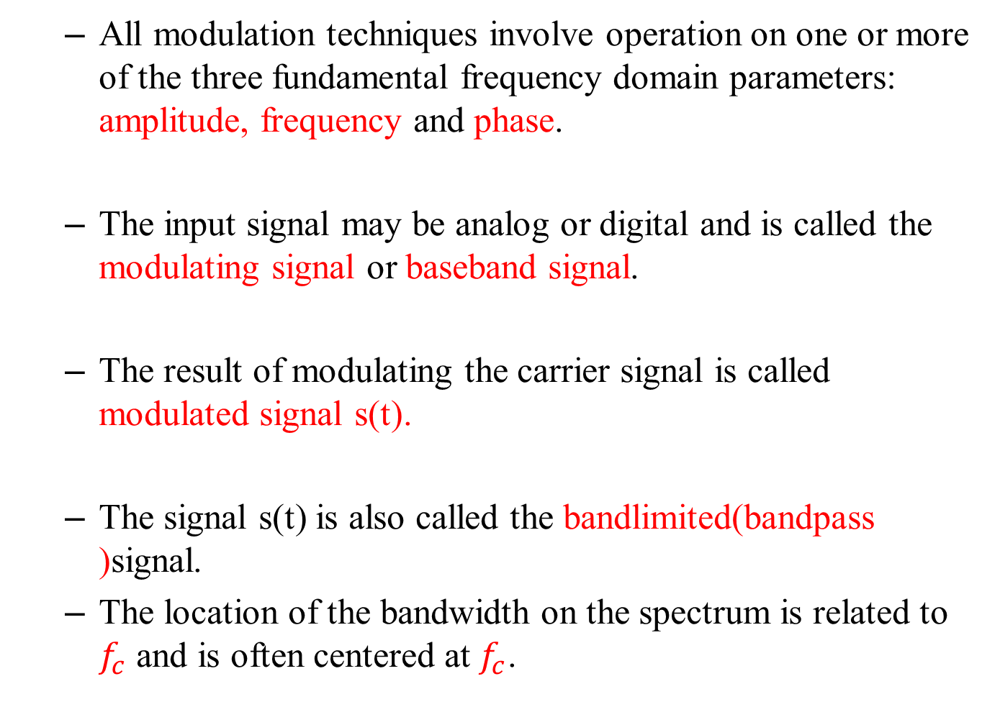 – All modulation techniques involve operation on one or more
of the three fundamental frequency domain parameters:
amplitude, frequency and phase.
– The input signal may be analog or digital and is called the
modulating signal or baseband signal.
– The result of modulating the carrier signal is called
modulated signal s(t).
– The signal s(t) is also called the bandlimited(bandpass
)signal.
– The location of the bandwidth on the spectrum is related to
f_c and is often centered at f_c.